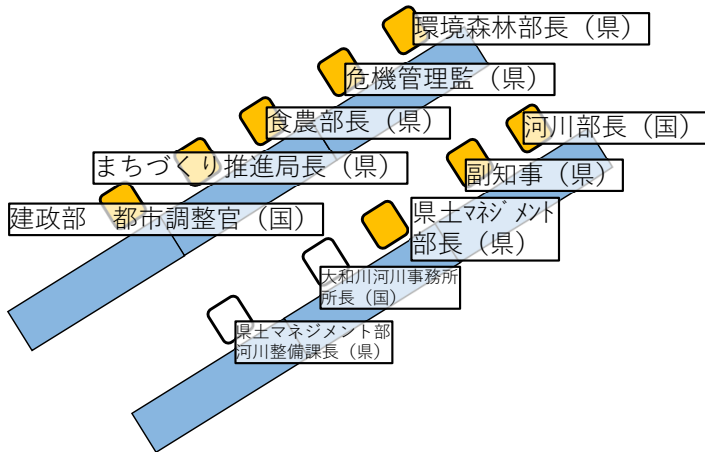 環境森林部長（県）
危機管理監（県）
食農部長（県）
河川部長（国）
まちづくり推進局長（県）
副知事（県）
建政部　都市調整官（国）
県土ﾏﾈｼﾞﾒﾝﾄ
部長（県）
大和川河川事務所
所長（国）
県土マネジメント部
河川整備課長（県）